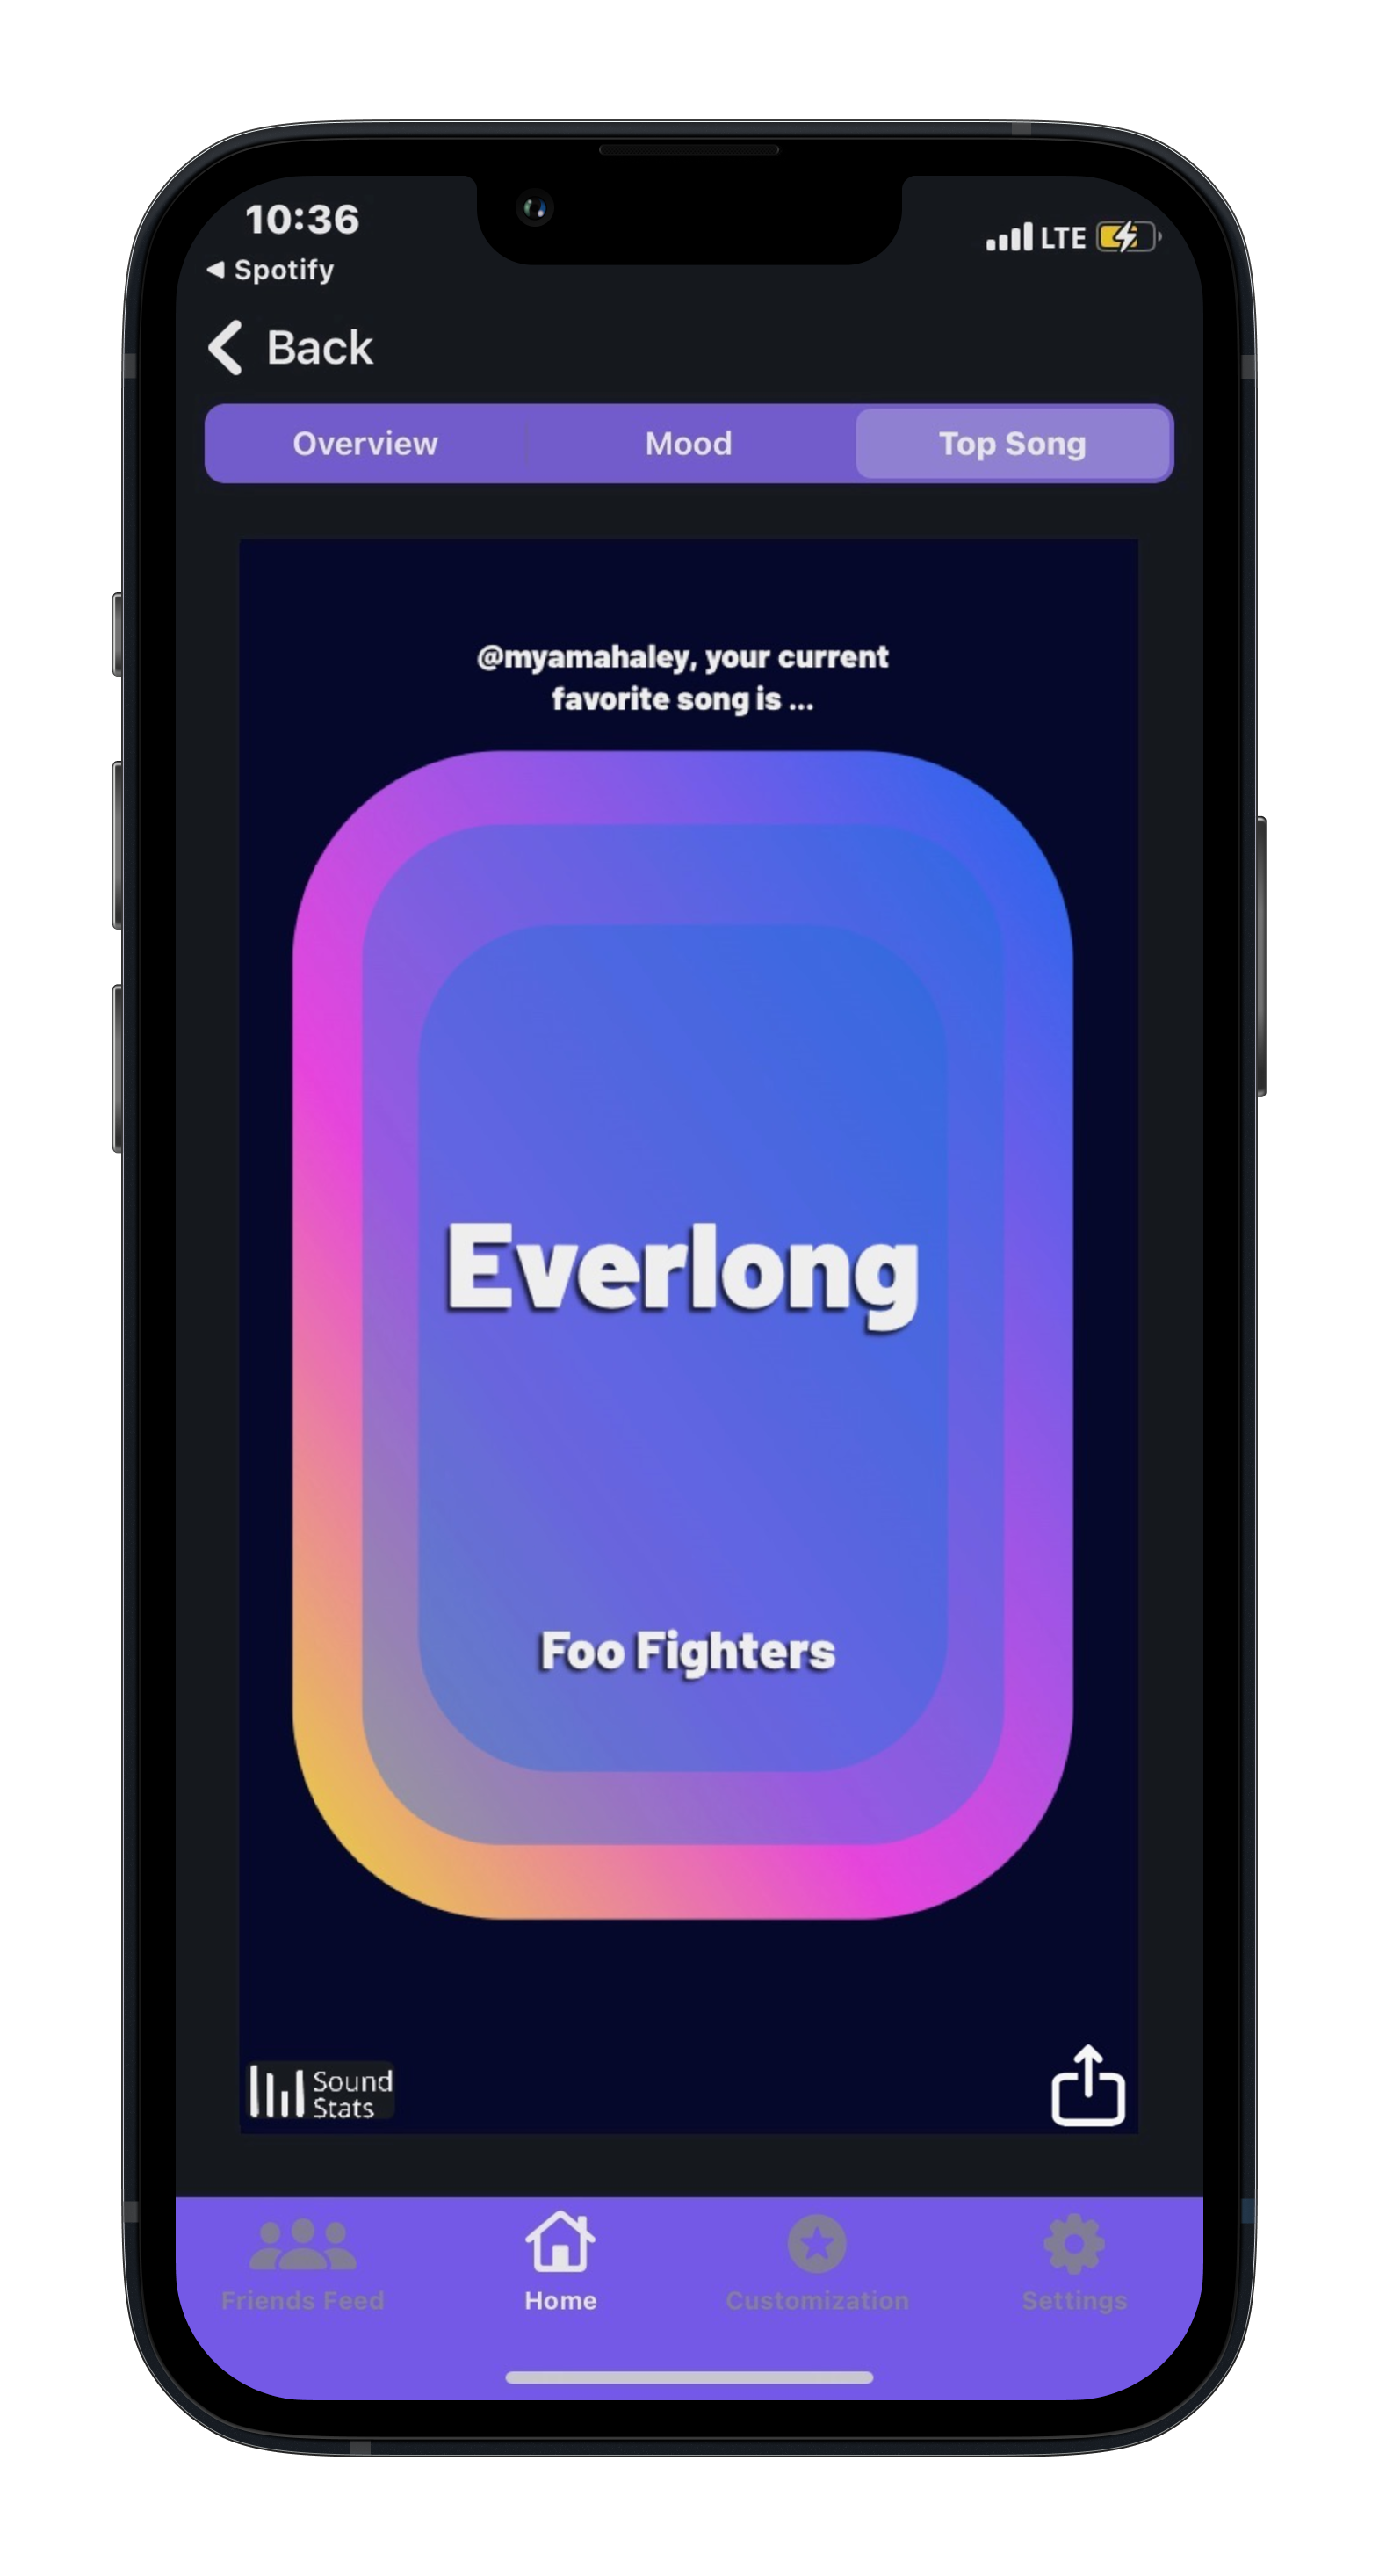 10:36
LTE
Spotify
Back
Overview Mood Top Song
@myamahaley, your current
favorite song is ...
Everlong
Foo Fighters
Sound
Stats
Friends Feed Home Customization Settings